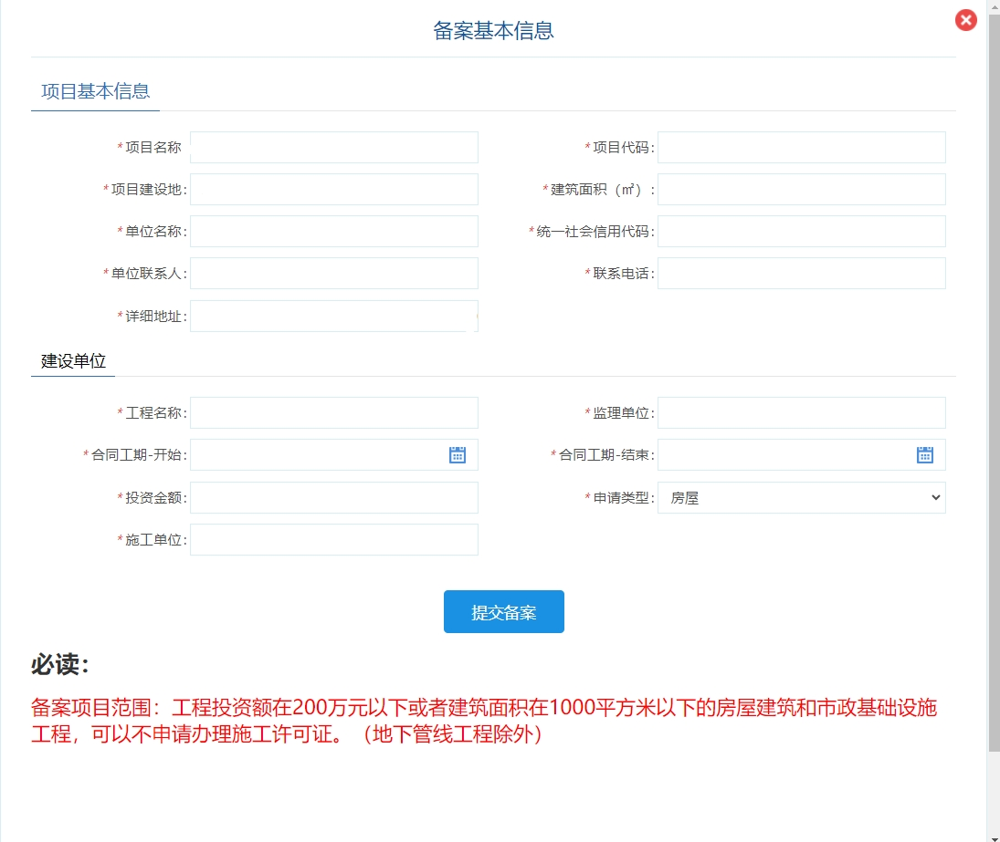 备案基本信息
项目基本信息
*项目名称
*项目代码:
*项目建设地:
*建筑面积（㎡）:
*单位名称:
*统一社会信用代码:
*单位联系人:
*联系电话:
*详细地址:
建设单位
*工程名称:
*监理单位:
*合同工期-开始:
*合同工期-结束:
*投资金额:
*申请类型: 房屋
*施工单位:
提交备案
必读：
备案项目范围：工程投资额在200万元以下或者建筑面积在1000平方米以下的房屋建筑和市政基础设施
工程，可以不申请办理施工许可证。（地下管线工程除外）